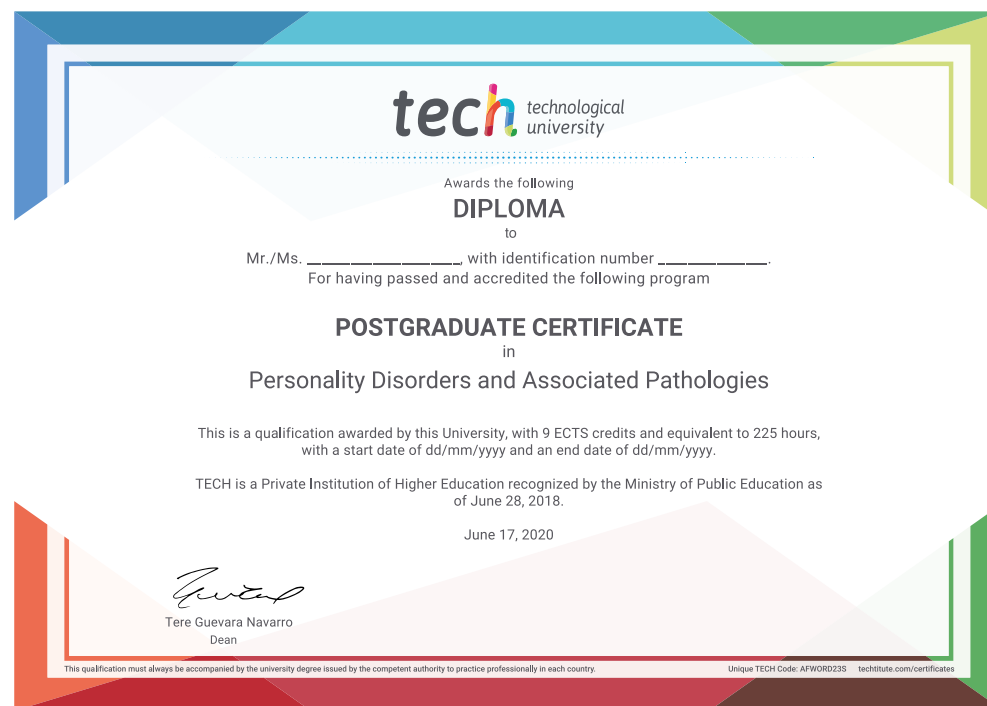 tech technological
university
Awards the following
DIPLOMA
to
Mr./Ms. ____________________, with identification number ______________.
For having passed and accredited the following program
POSTGRADUATE CERTIFICATE
in
Personality Disorders and Associated Pathologies
This is a qualification awarded by this University, with 9 ECTS credits and equivalent to 225 hours,
with a start date of dd/mm/yyyy and an end date of dd/mm/yyyy.
TECH is a Private Institution of Higher Education recognized by the Ministry of Public Education as
of June 28, 2018.
June 17, 2020
Tere Guevara Navarro
Dean
This qualification must always be accompanied by the university degree issued by the competent authority to practice professionally in each country.
Unique TECH Code: AFWORD23S techtitute.com/certificates